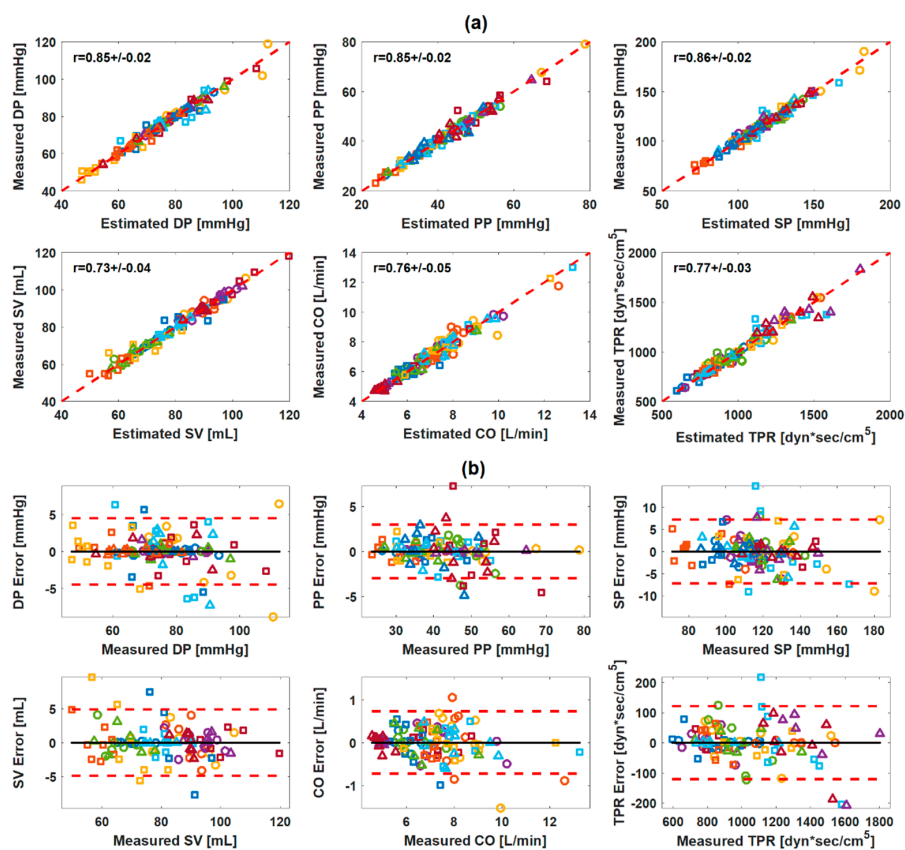 (a)
r=0.85+/-0.02
120
100
80
60
40
Measured DP [mmHg]
40 60 80 100 120
Estimated DP [mmHg]
r=0.85+/-0.02
80
60
40
20
Measured PP [mmHg]
20 40 60 80
Estimated PP [mmHg]
r=0.86+/-0.02
200
150
100
50
Measured SP [mmHg]
50 100 150 200
Estimated SP [mmHg]
r=0.73+/-0.04
120
100
80
60
40
Measured SV [mL]
40 60 80 100 120
Estimated SV [mL]
r=0.76+/-0.05
14
12
10
8
6
4
Measured CO [L/min]
4 6 8 10 12 14
Estimated CO [L/min]
r=0.77+/-0.03
2000
1500
1000
500
Measured TPR [dyn*sec/cm5]
500 1000 1500 2000
Estimated TPR [dyn*sec/cm5]
(b)
5
0
-5
DP Error [mmHg]
60 80 100
Measured DP [mmHg]
5
0
-5
PP Error [mmHg]
30 40 50 60 70 80
Measured PP [mmHg]
10
5
0
-5
-10
SP Error [mmHg]
80 100 120 140 160 180
Measured SP [mmHg]
5
0
-5
SV Error [mL]
60 80 100
Measured SV [mL]
1
0
-1
CO Error [L/min]
6 8 10 12
Measured CO [L/min]
200
100
0
-100
-200
TPR Error [dyn*sec/cm5]
600 800 1000 1200 1400 1600 1800
Measured TPR [dyn*sec/cm5]